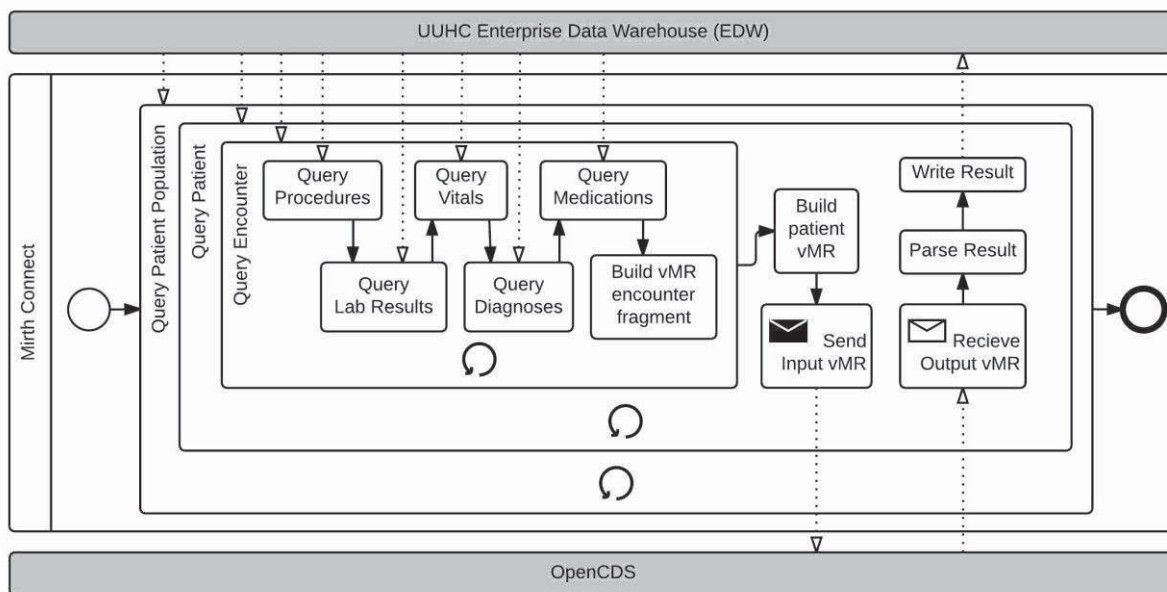 UUHC Enterprise Data Warehouse (EDW)
Mirth Connect
Query Patient Population
Query Patient
Query Encounter
Query
Procedures
Query
Lab Results
Query
Vitals
Query
Diagnoses
Query
Medications
Build vMR
encounter
fragment
Build
patient
vMR
Send
Input vMR
Recieve
Output vMR
Parse Result
Write Result
OpenCDS